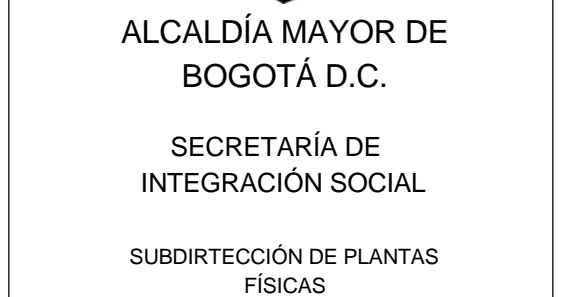 ALCALDÍA MAYOR DE
BOGOTÁ D.C.
SECRETARÍA DE
INTEGRACIÓN SOCIAL
SUBDIRTECCIÓN DE PLANTAS
FÍSICAS